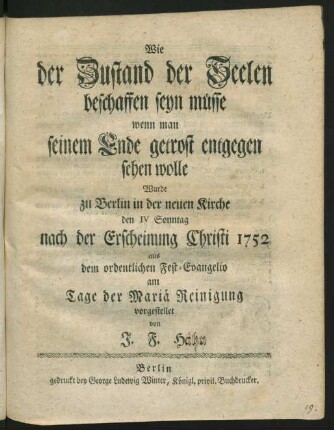 Wie
der Zustand der Seelen
beschaffen seyn müsse
wenn man
seinem Ende getrost entgegen
sehen wolle
Wurde
zu Berlin in der neuen Kirche
den IV Sonntag
nach der Erscheinung Christi 1752
aus
dem ordentlichen Fest-Evangelio
am
Tage der Mariä Reinigung
vorgestellet
von
J. F. Hähn
Berlin
gedruckt bey George Ludewig Winter, Königl. privil. Buchdrucker.
19.